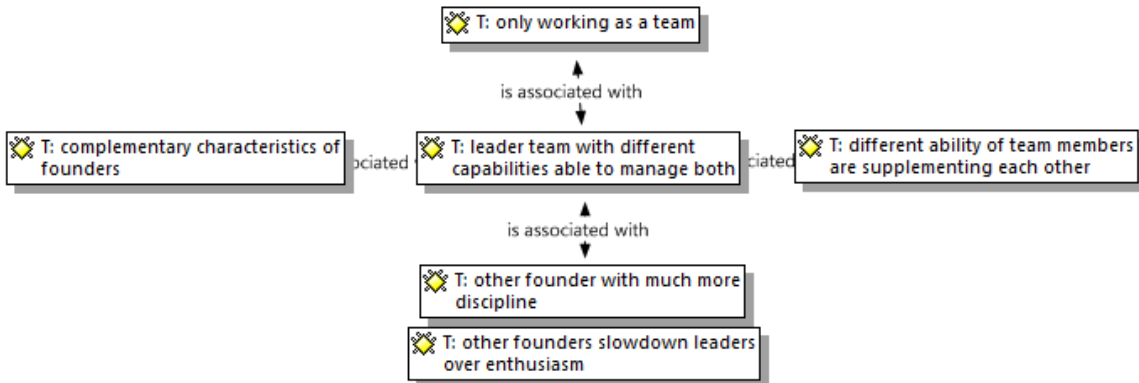 T: only working as a team
is associated with
T: complementary characteristics of
founders
ociated
T: leader team with different
capabilities able to manage both
ciated
T: different ability of team members
are supplementing each other
is associated with
T: other founder with much more
discipline
T: other founders slowdown leaders
over enthusiasm